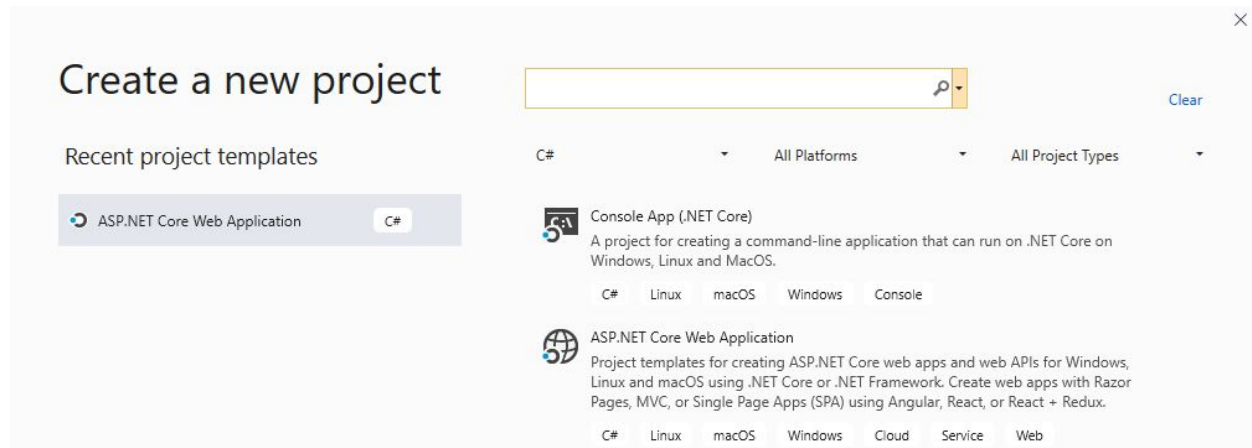 Create a new project
Clear
Recent project templates
C# All Platforms All Project Types
ASP.NET Core Web Application C#
C:\
Console App (.NET Core)
A project for creating a command-line application that can run on .NET Core on
Windows, Linux and MacOS.
C# Linux macOS Windows Console
ASP.NET Core Web Application
Project templates for creating ASP.NET Core web apps and web APIs for Windows,
Linux and macOS using .NET Core or .NET Framework. Create web apps with Razor
Pages, MVC, or Single Page Apps (SPA) using Angular, React, or React + Redux.
C# Linux macOS Windows Cloud Service Web